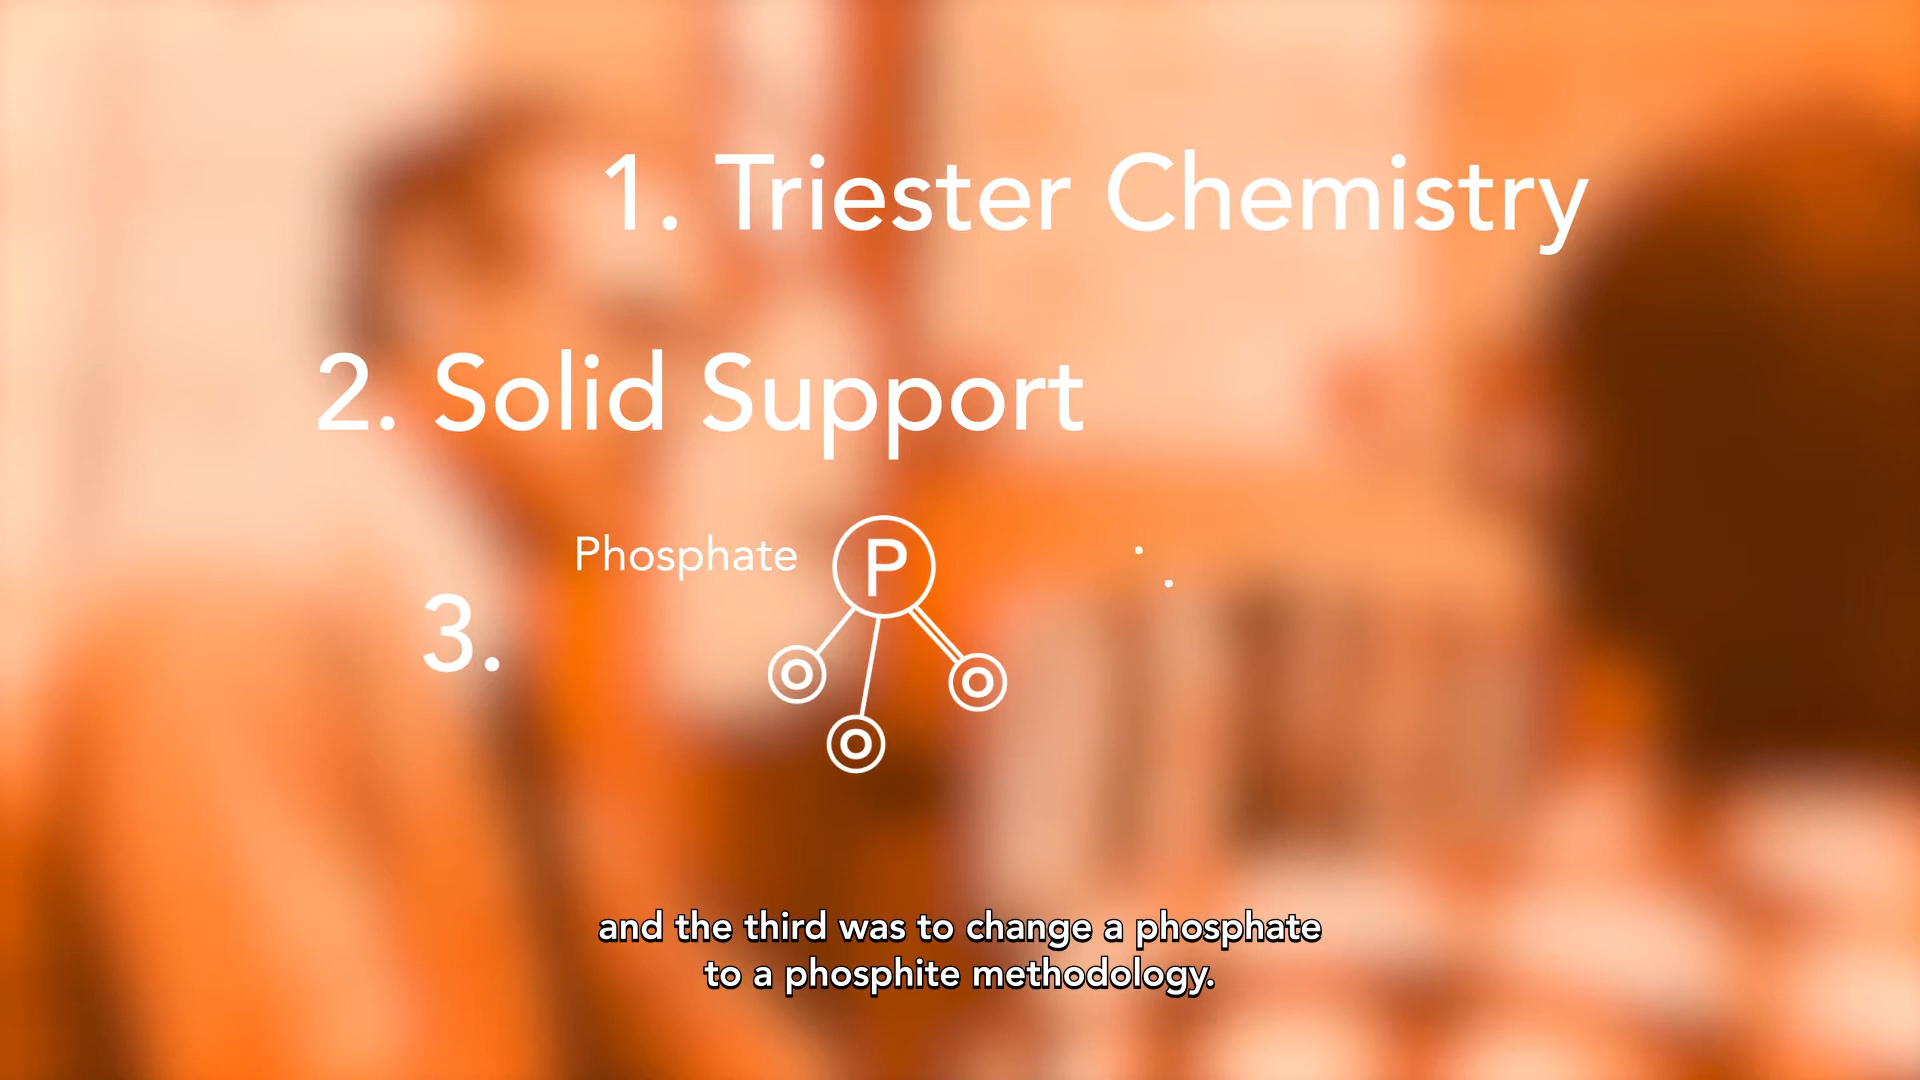 1. Triester Chemistry
2. Solid Support
3.
Phosphate
P
O
O
O
and the third was to change a phosphate
to a phosphite methodology.